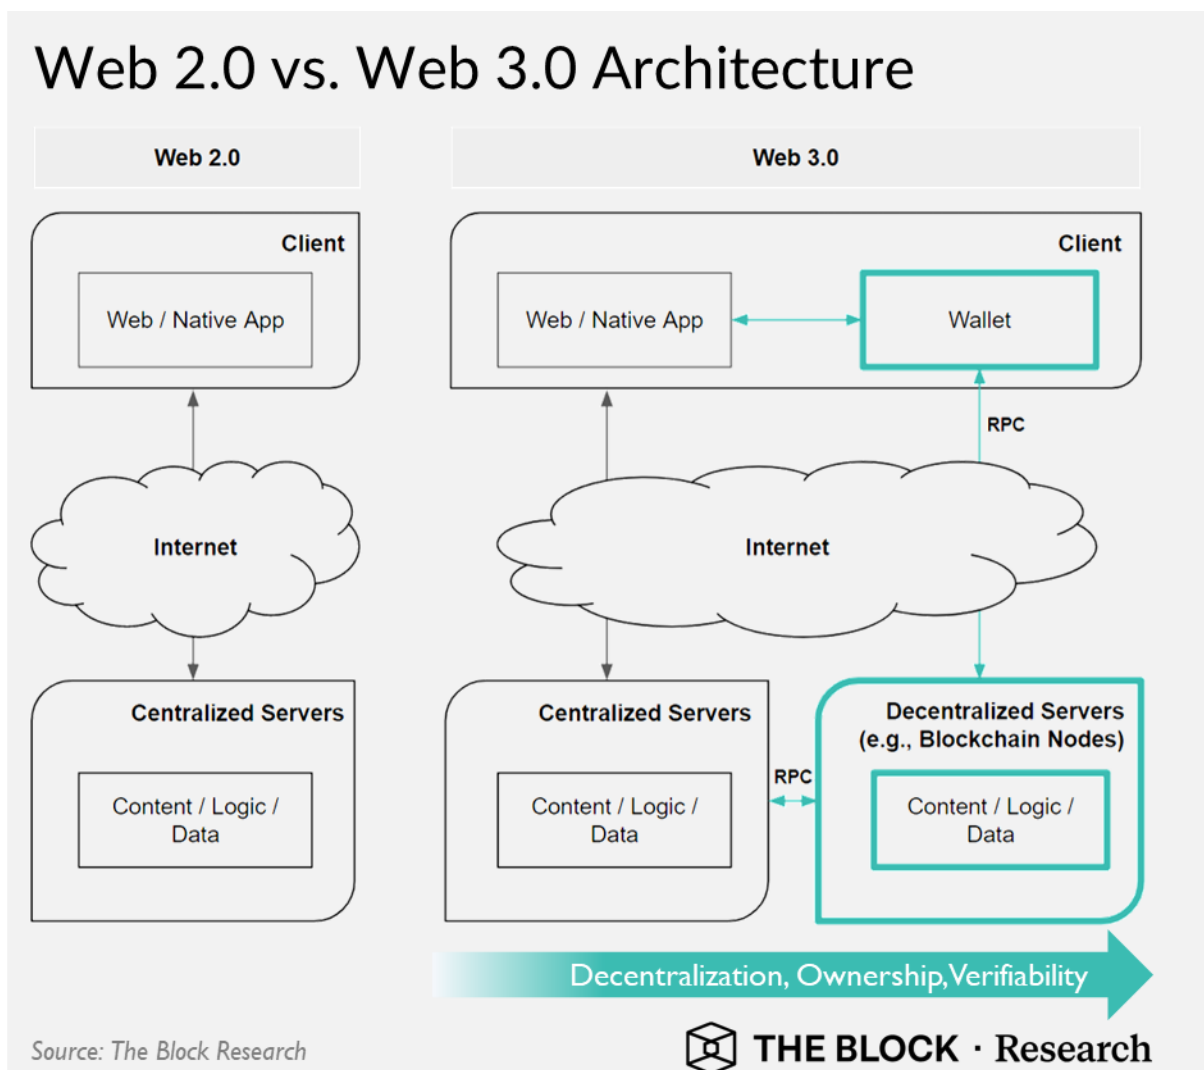 Web 2.0 vs. Web 3.0 Architecture
Web 2.0
Web 3.0
Client
Web / Native App
Client
Web / Native App
Wallet
RPC
Internet
Internet
Centralized Servers
Content / Logic /
Data
Centralized Servers
Content / Logic /
Data
RPC
Decentralized Servers
(e.g., Blockchain Nodes)
Content / Logic /
Data
Decentralization, Ownership, Verifiability
Source: The Block Research
THE BLOCK · Research